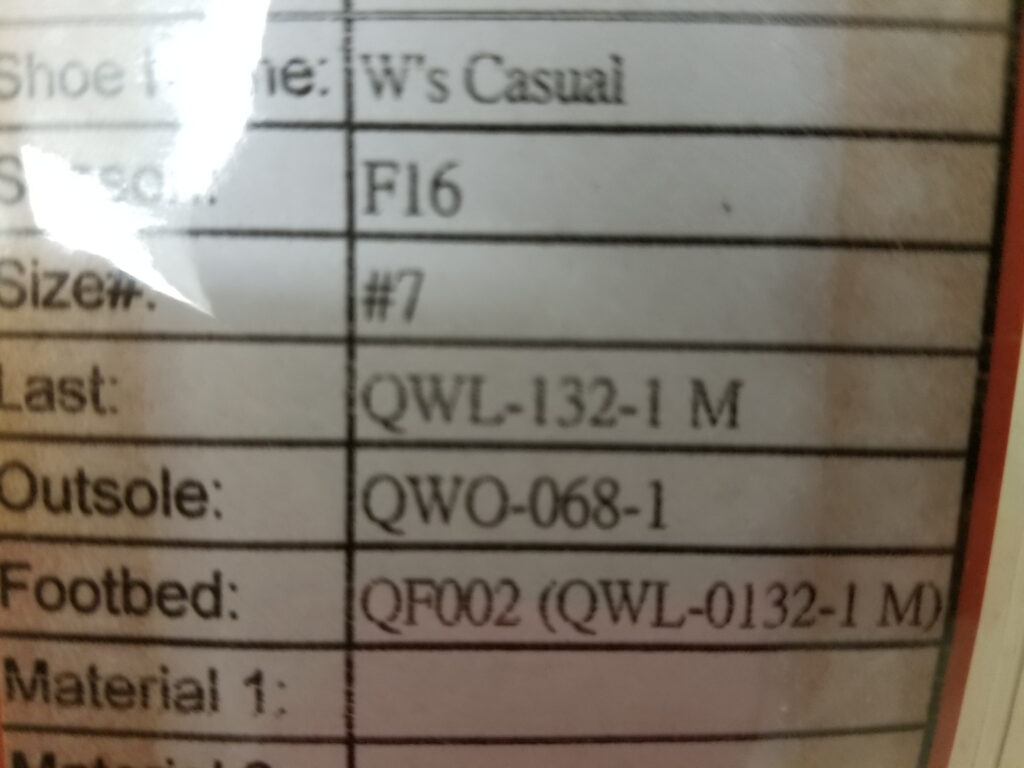 Shoe W's Casual
F16
Size#: #7
Last: QWL-132-1 M
Outsole: QWO-068-1
Footbed: QF002 (QWL-0132-1 M)
Material 1:
Material